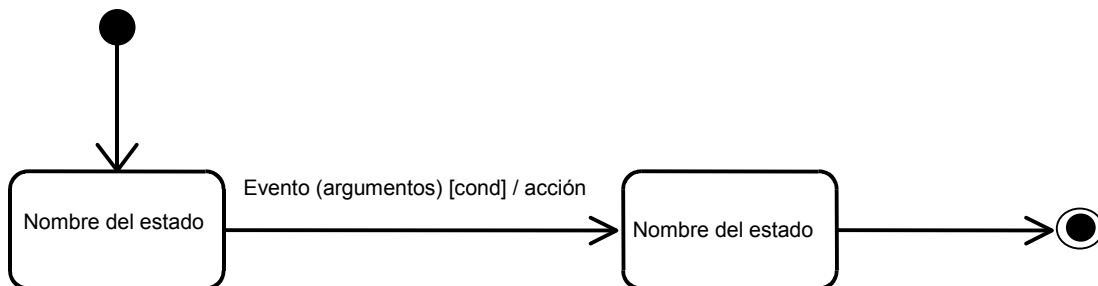 Evento (argumentos) [cond] / acción
Nombre del estado
Nombre del estado